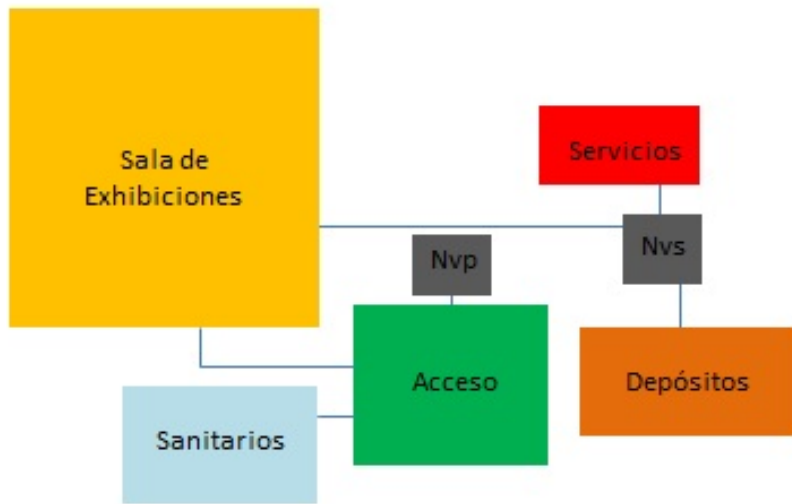 Sala de
Exhibiciones
Servicios
Nvp
Nvs
Acceso
Depósitos
Sanitarios